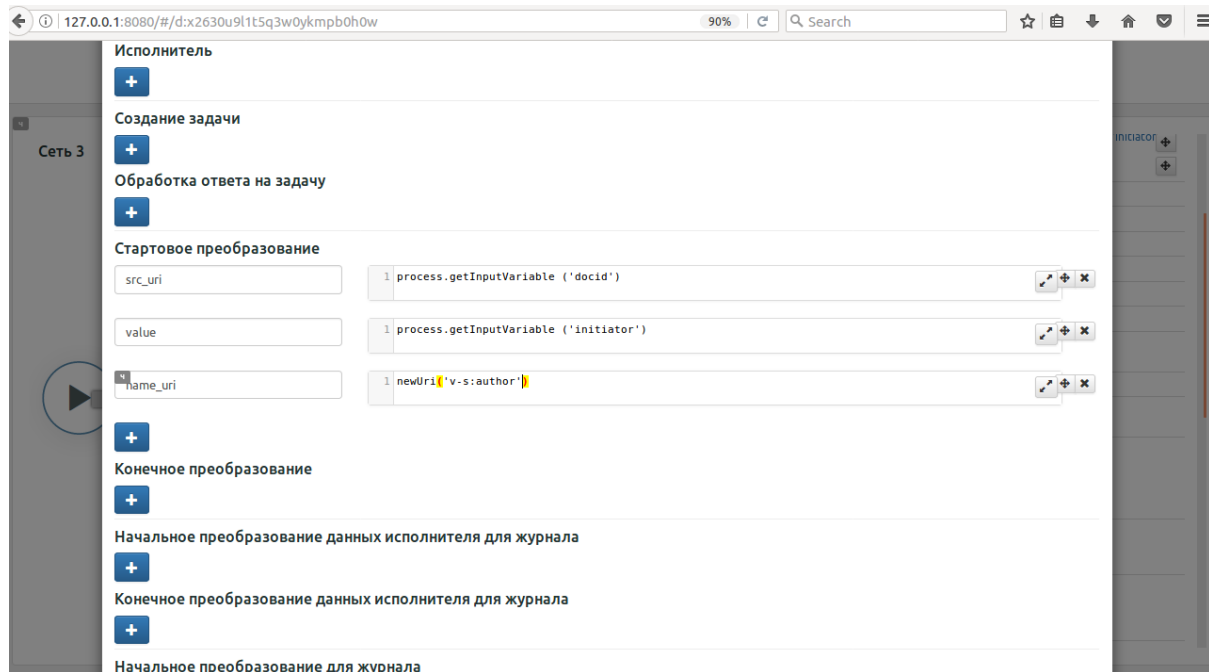 127.0.0.1:8080/#/d:x2630u9l1t5q3w0ykmpb0h0w
90%
Search
Исполнитель
Создание задачи
ч
Сеть 3
initiator
Обработка ответа на задачу
Стартовое преобразование
src_uri
1 process.getInputVariable ('docid')
value
1 process.getInputVariable ('initiator')
ч
name_uri
1 newUri('v-s:author')
Конечное преобразование
Начальное преобразование данных исполнителя для журнала
Конечное преобразование данных исполнителя для журнала
Начальное преобразование для журнала